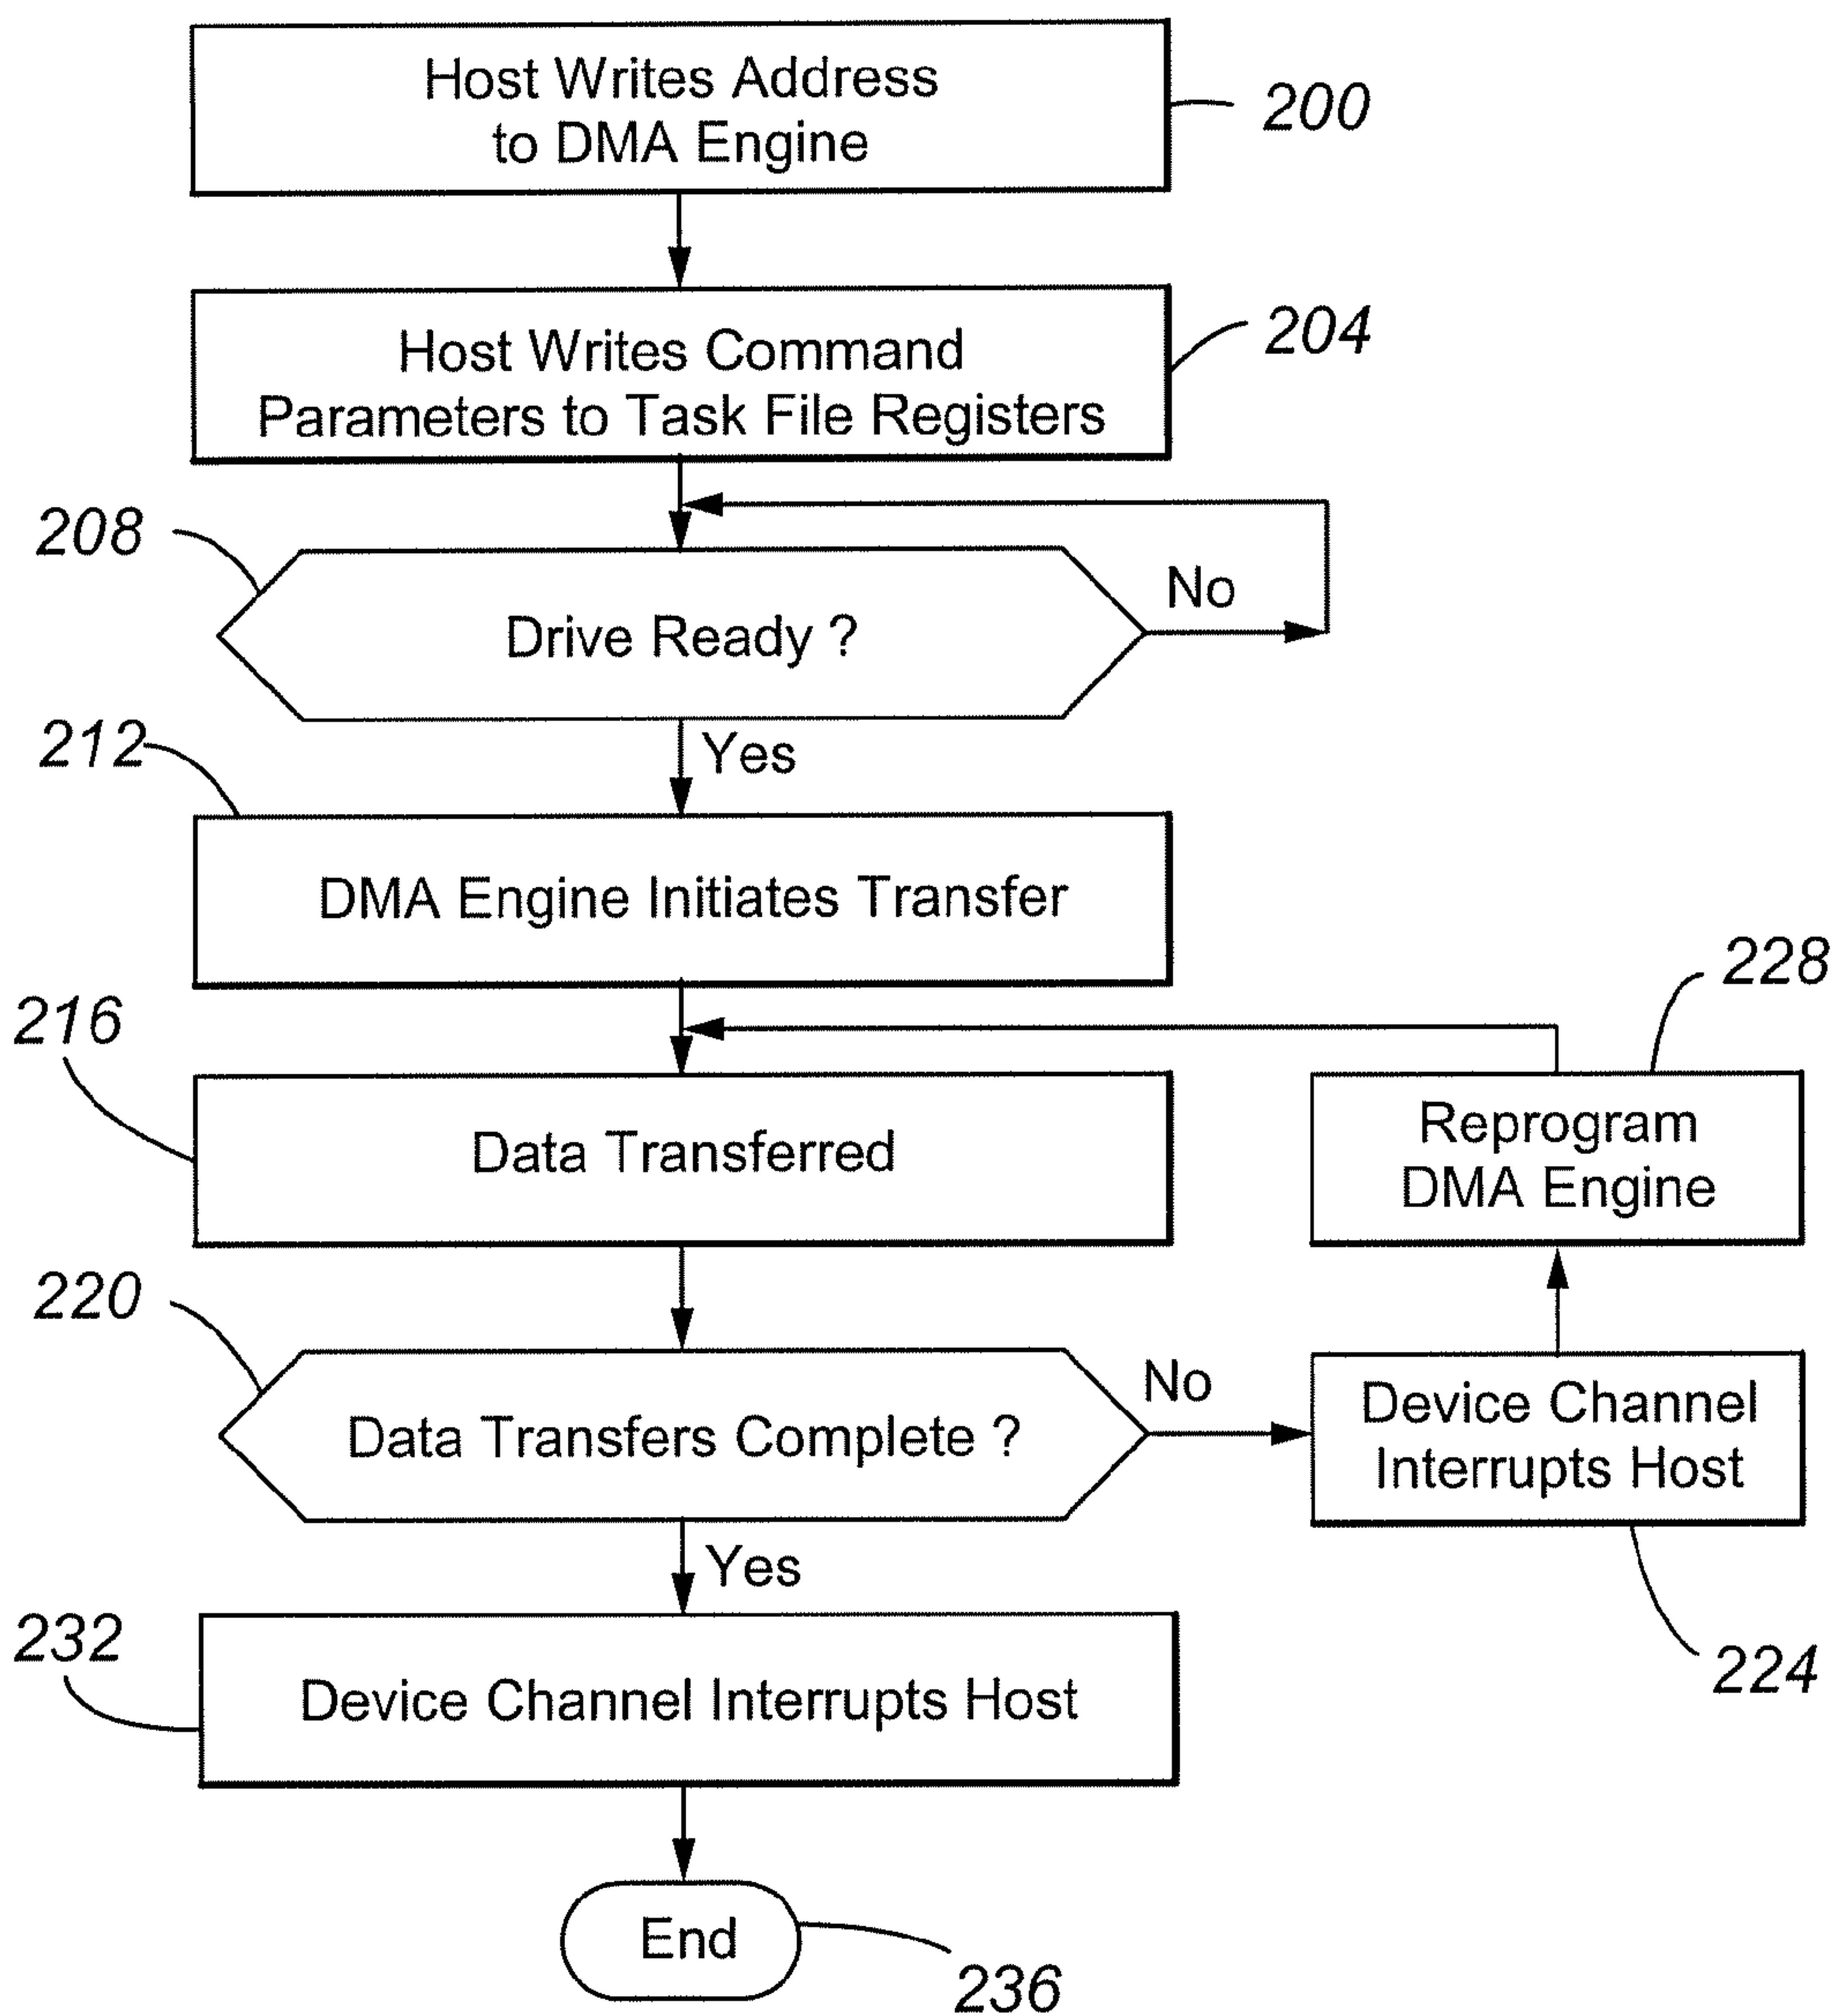 Host Writes Address
to DMA Engine
200
Host Writes Command
Parameters to Task File Registers
204
208
Drive Ready ?
No
212
Yes
DMA Engine Initiates Transfer
228
216
Data Transferred
Reprogram
DMA Engine
220
Data Transfers Complete ?
No
Device Channel
Interrupts Host
Yes
232
224
Device Channel Interrupts Host
End
236